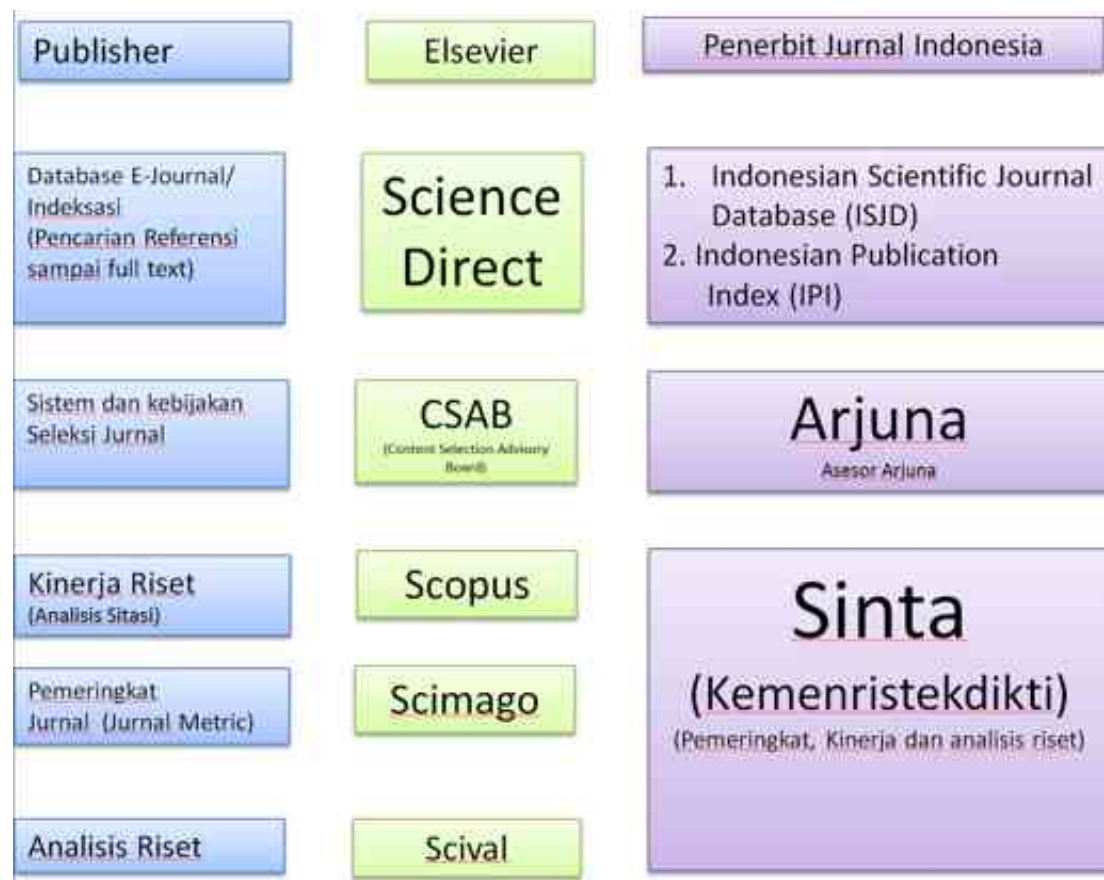 Publisher
Elsevier
Penerbit Jurnal Indonesia
Database E-Journal/
Indeksasi
(Pencarian Referensi
sampai full text)
Science
Direct
1. Indonesian Scientific Journal
Database (ISJD)
2. Indonesian Publication
Index (IPI)
Sistem dan kebijakan
Seleksi Jurnal
CSAB
(Content Selection Advisory
Board)
Arjuna
Asesor Arjuna
Kinerja Riset
(Analisis Sitasi)
Scopus
Sinta
(Kemenristekdikti)
(Pemeringkat, Kinerja dan analisis riset)
Pemeringkat
Jurnal (Jurnal Metric)
Scimago
Analisis Riset
Scival